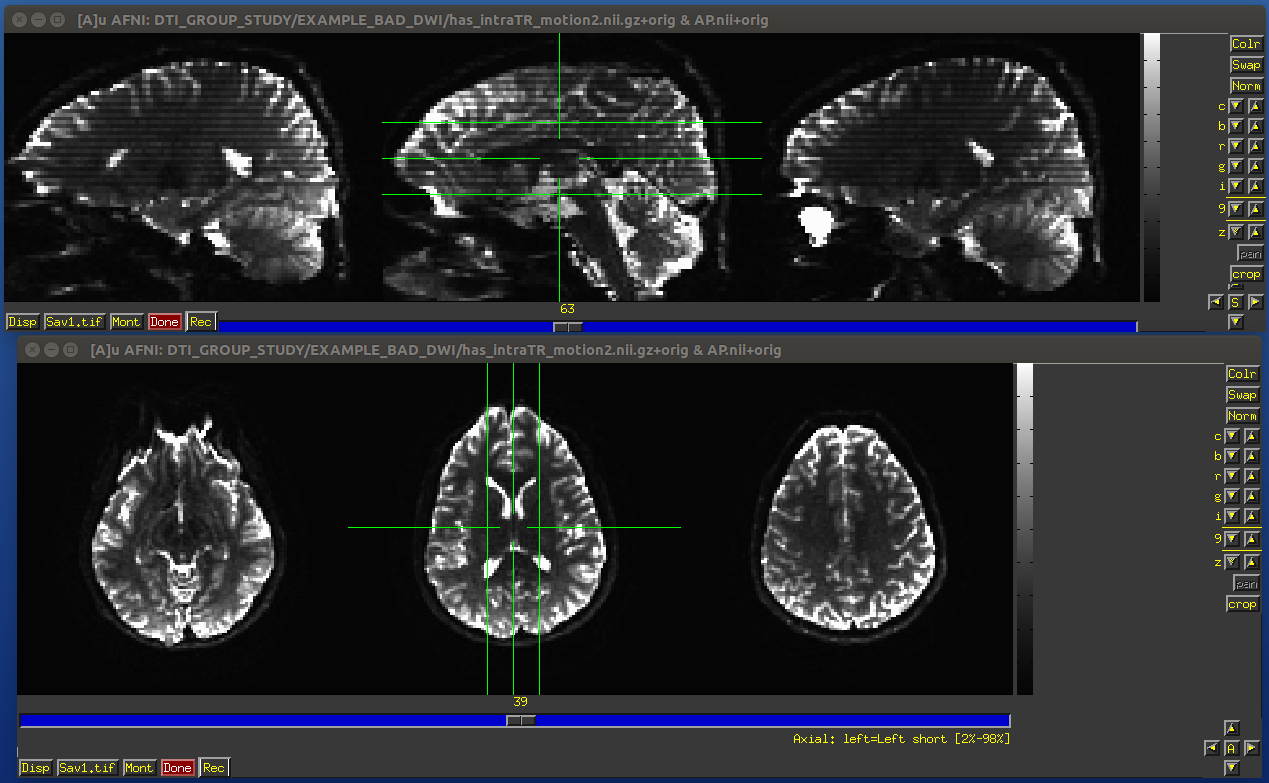 [A]u AFNI: DTI_GROUP_STUDY/EXAMPLE_BAD_DWI/has_intraTR_motion2.nii.gz+orig & AP.nii+orig
Colr
Swap
Norm
c
b
r
g
i
9
z
pan
crop
S
63
Disp Sav1.tif Mont Done Rec
[A]u AFNI: DTI_GROUP_STUDY/EXAMPLE_BAD_DWI/has_intraTR_motion2.nii.gz+orig & AP.nii+orig
Colr
Swap
Norm
c
b
r
g
i
9
z
pan
crop
39
Axial: left=Left short [2%-98%]
A
Disp Sav1.tif Mont Done Rec